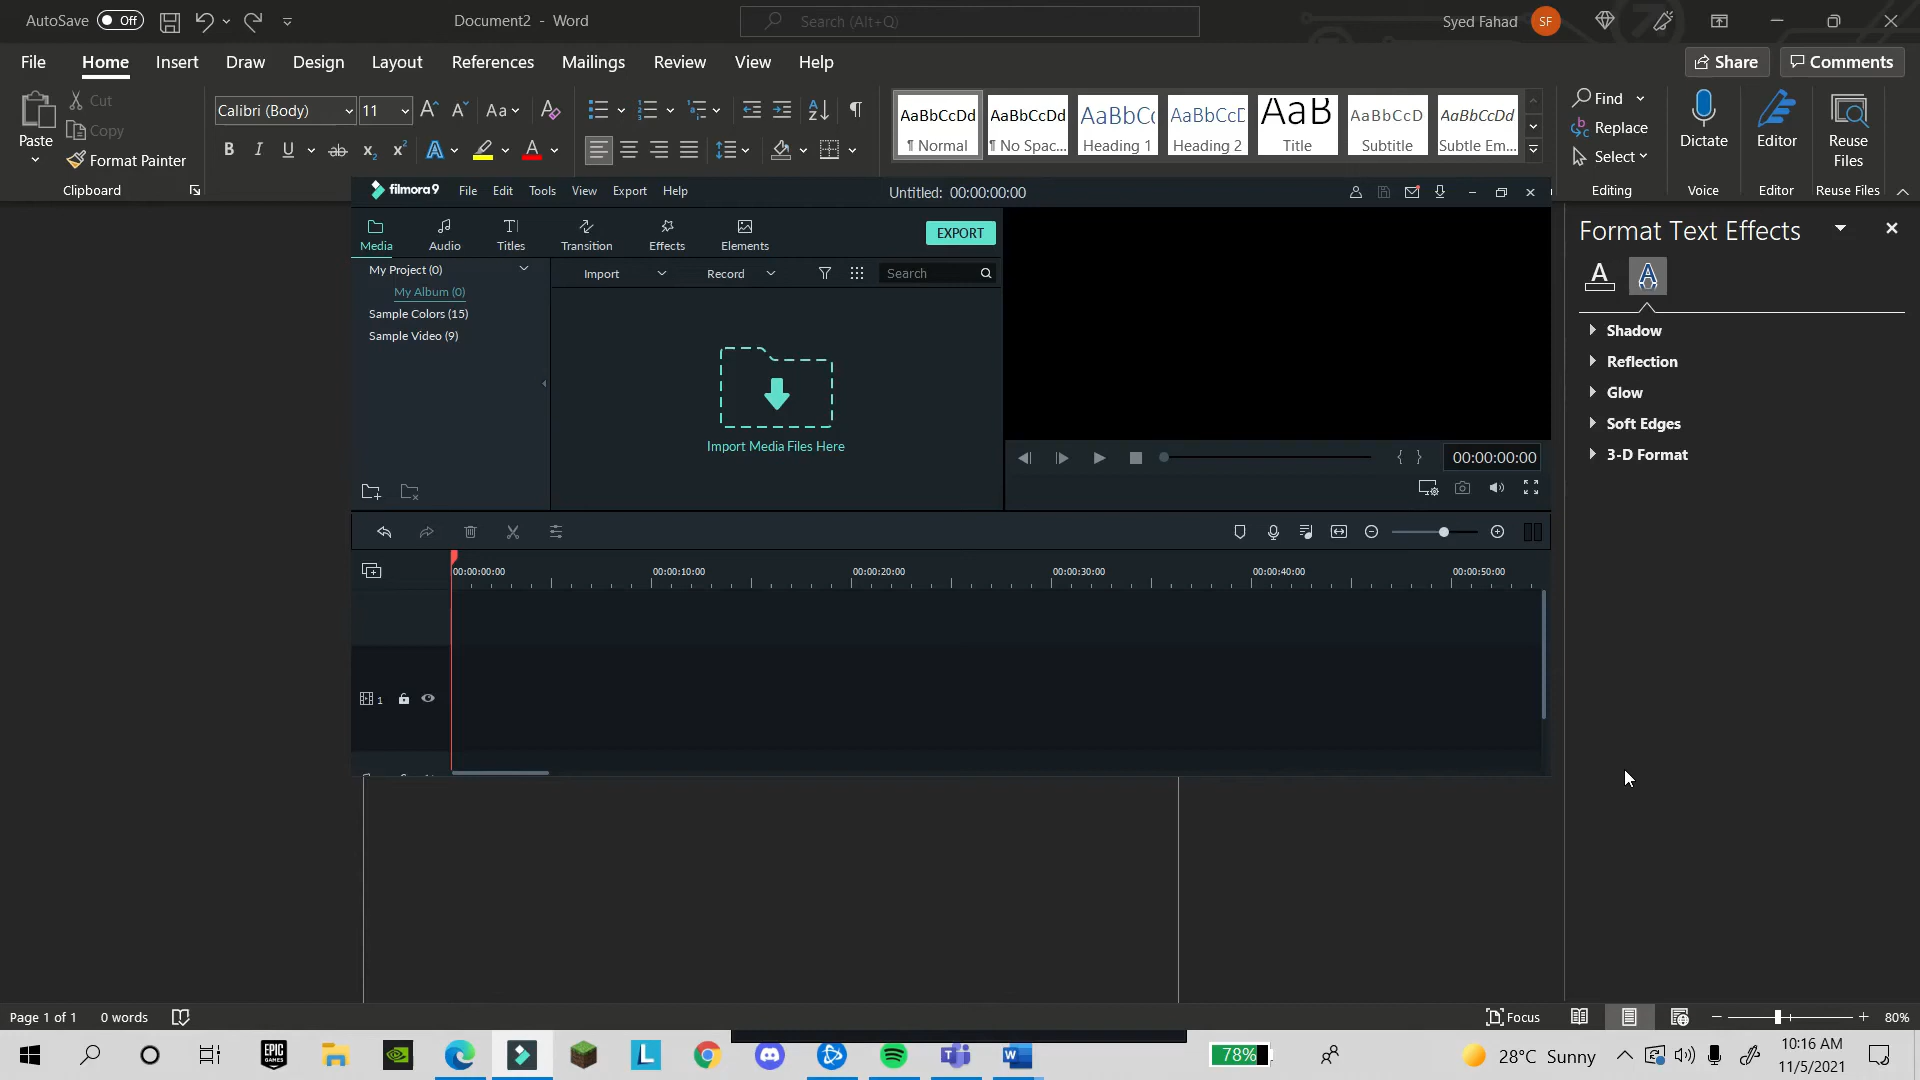 AutoSave Off Document2 - Word Search (Alt+Q) Syed Fahad SF
File Home Insert Draw Design Layout References Mailings Review View Help Share Comments
Paste Cut Copy Format Painter
Clipboard
Calibri (Body) 11 Aa
B I U ab x₂ x² A A
AaBbCcDd AaBbCcDd AaBbC AaBbCcD AaB AaBbCcD AaBbCcDd
¶ Normal ¶ No Spac... Heading 1 Heading 2 Title Subtitle Subtle Em...
Find
Replace
Select
Editing
Dictate
Voice
Editor
Editor
Reuse Files
Reuse Files
filmora9 File Edit Tools View Export Help Untitled: 00:00:00:00
Media Audio Titles Transition Effects Elements EXPORT
My Project (0) Import Record Search
My Album (0)
Sample Colors (15)
Sample Video (9)
Import Media Files Here
00:00:00:00
00:00:00:00 00:00:10:00 00:00:20:00 00:00:30:00 00:00:40:00 00:00:50:00
1
Format Text Effects
Shadow
Reflection
Glow
Soft Edges
3-D Format
Page 1 of 1 0 words Focus 80%
EPIC GAMES L W 78% 28°C Sunny 10:16 AM
11/5/2021